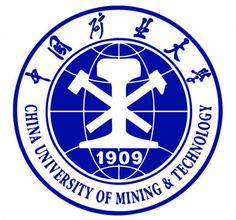 中国矿业大学
1909
CHINA UNIVERSITY OF MINING & TECHNOLOGY